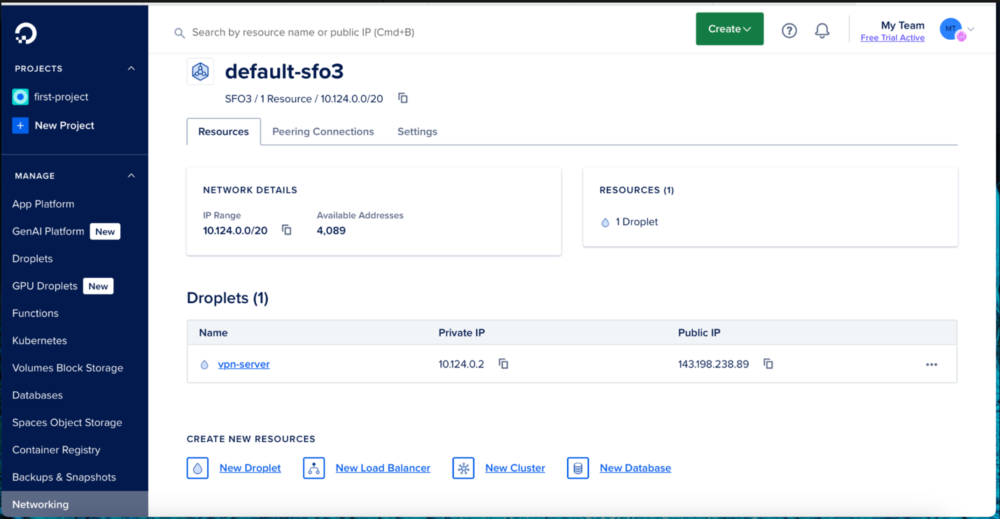 Search by resource name or public IP (Cmd+B)
Create
My Team
Free Trial Active
MT
PROJECTS
first-project
New Project
MANAGE
App Platform
GenAI Platform New
Droplets
GPU Droplets New
Functions
Kubernetes
Volumes Block Storage
Databases
Spaces Object Storage
Container Registry
Backups & Snapshots
Networking
default-sfo3
SFO3 / 1 Resource / 10.124.0.0/20
Resources Peering Connections Settings
NETWORK DETAILS
IP Range Available Addresses
10.124.0.0/20 4,089
RESOURCES (1)
1 Droplet
Droplets (1)
Name Private IP Public IP
vpn-server 10.124.0.2 143.198.238.89
CREATE NEW RESOURCES
New Droplet New Load Balancer New Cluster New Database